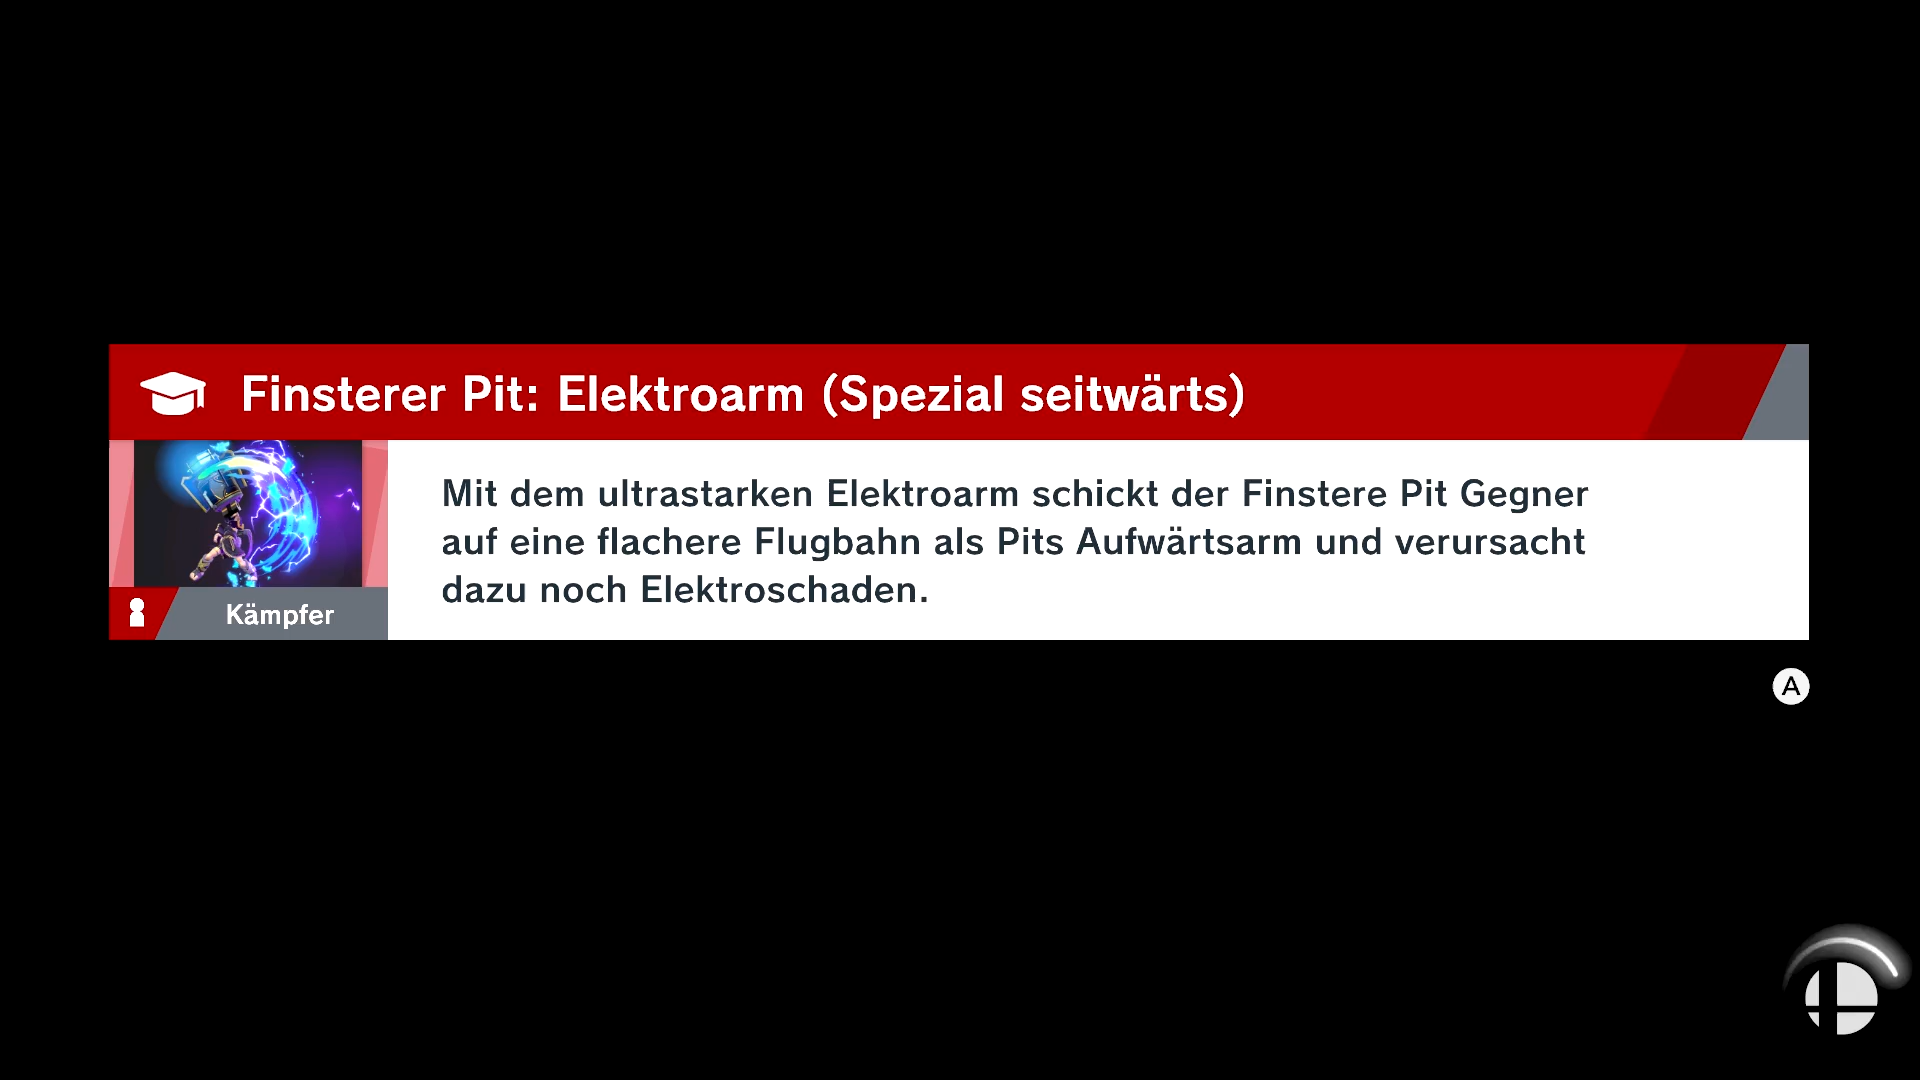 Finsterer Pit: Elektroarm (Spezial seitwärts)
Mit dem ultrastarken Elektroarm schickt der Finstere Pit Gegner
auf eine flachere Flugbahn als Pits Aufwärtsarm und verursacht
dazu noch Elektroschaden.
Kämpfer
A